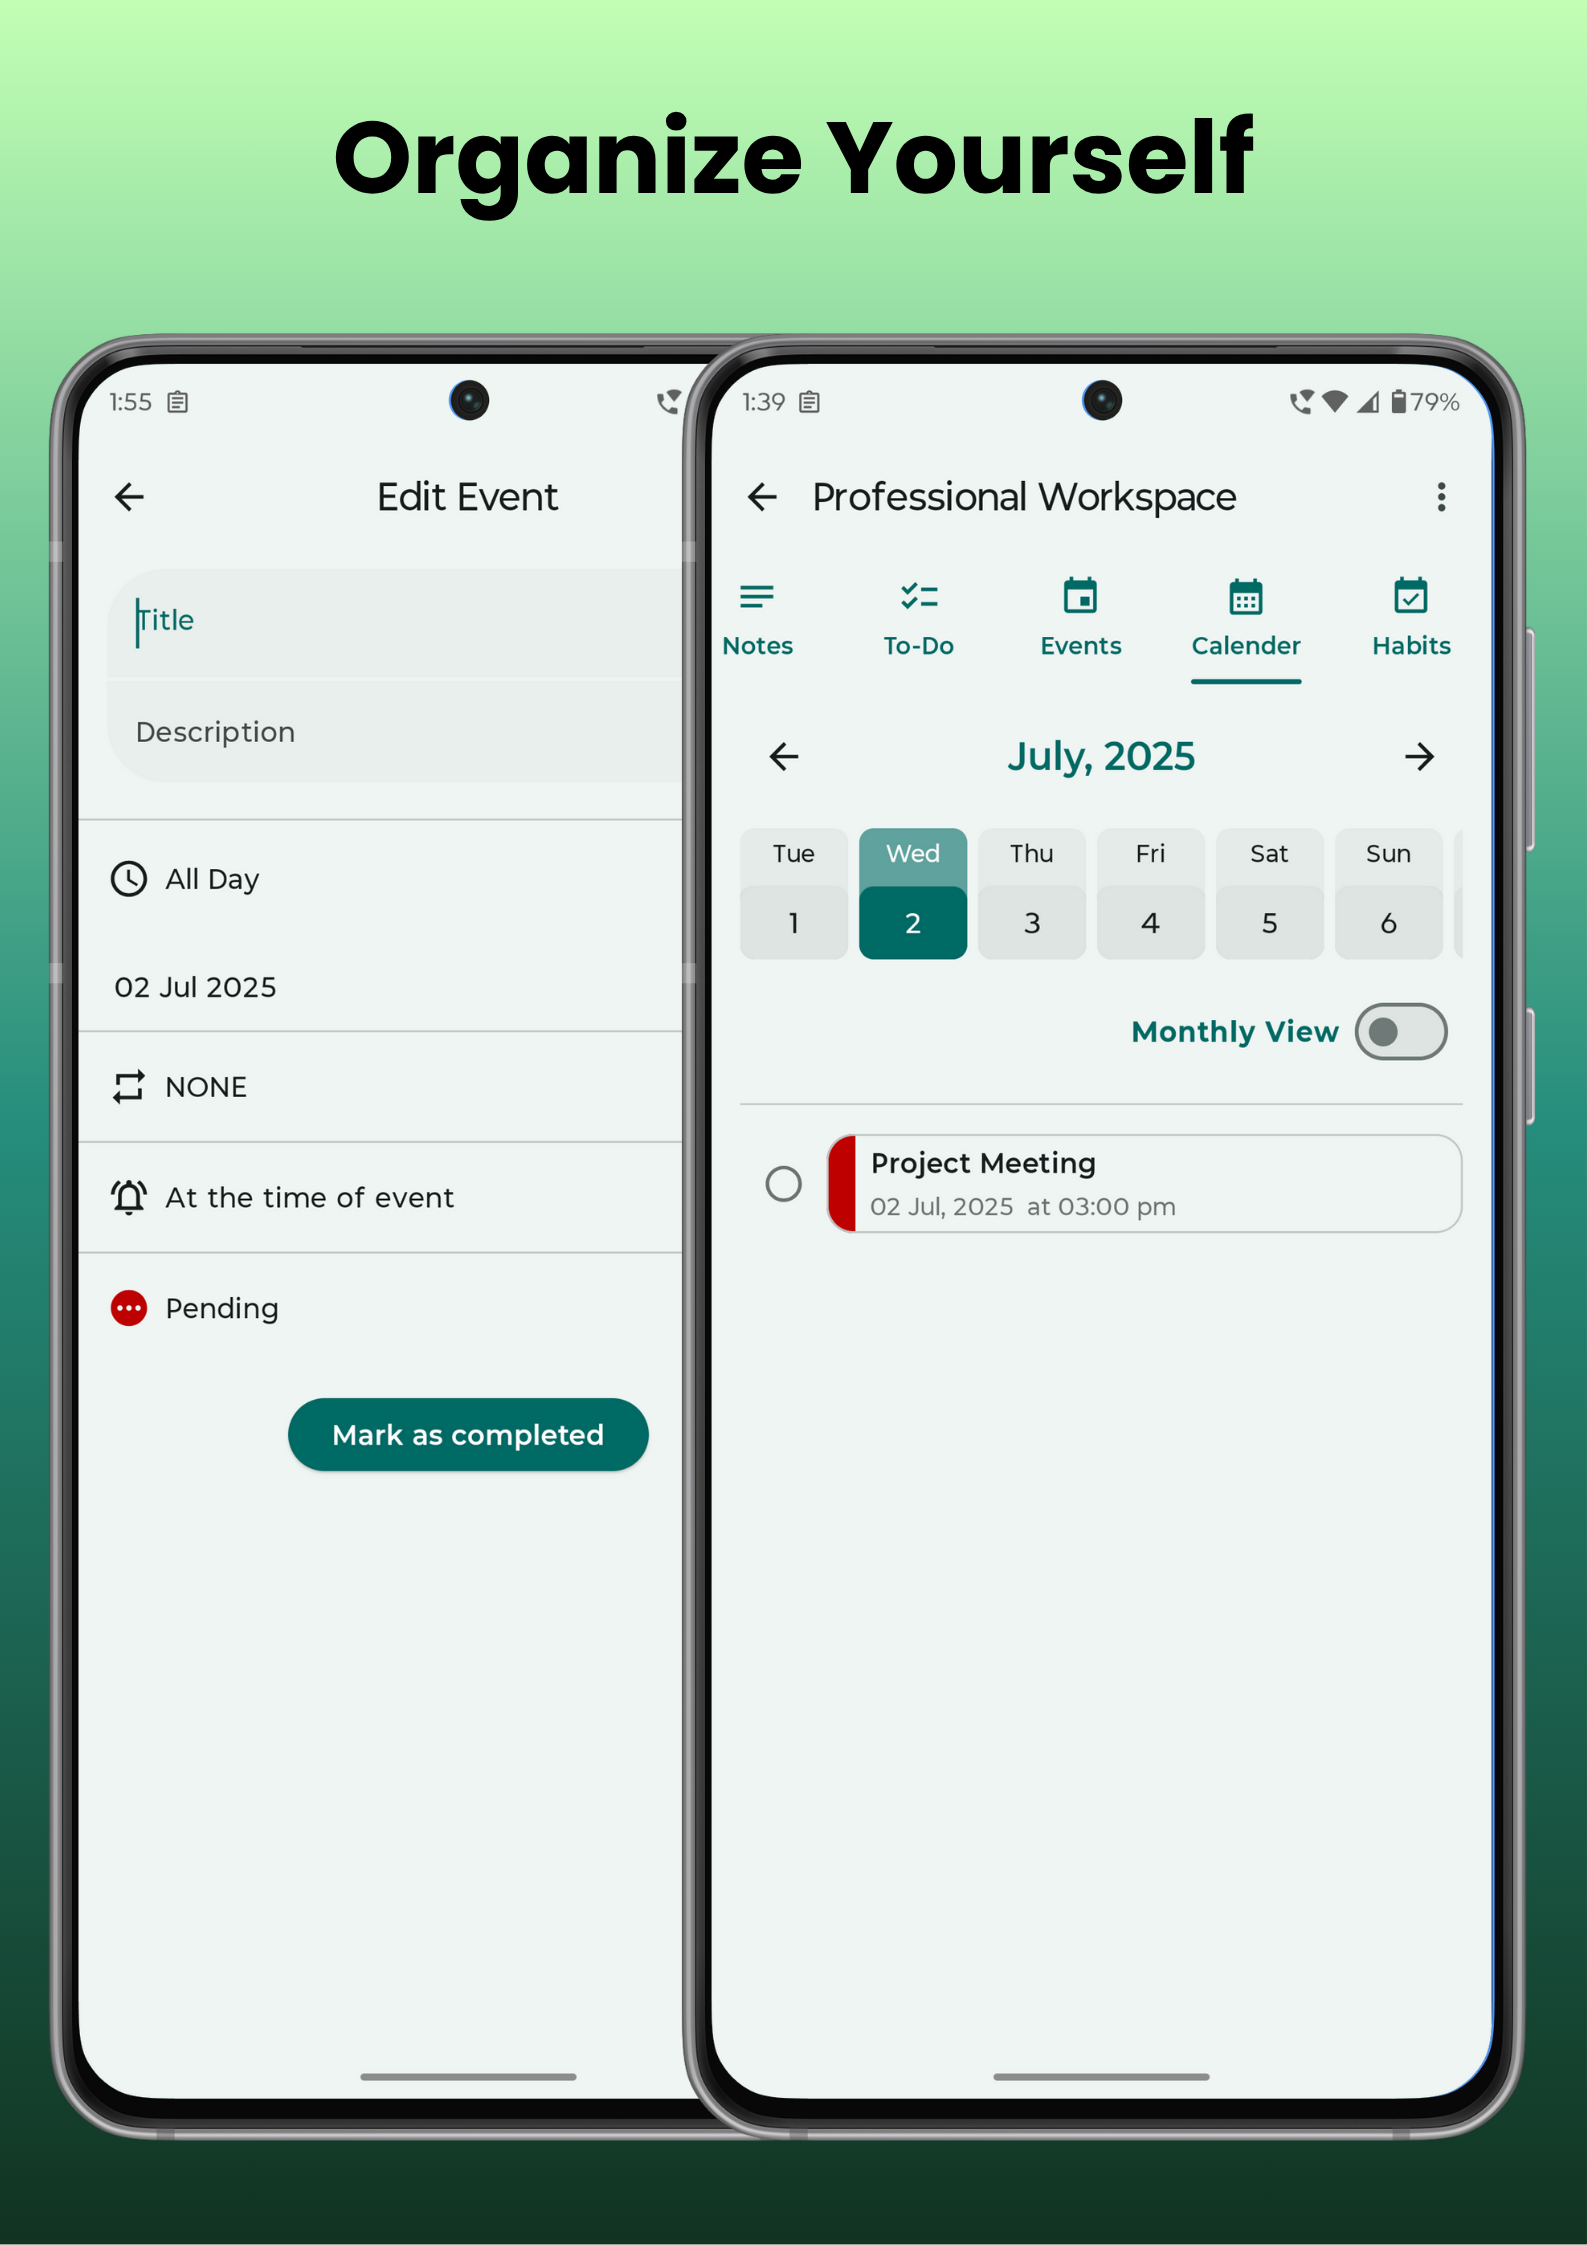 Organize Yourself
1:55
Edit Event
Title
Description
All Day
02 Jul 2025
NONE
At the time of event
Pending
Mark as completed
1:39
79%
Professional Workspace
Notes To-Do Events Calender Habits
July, 2025
Tue Wed Thu Fri Sat Sun
1 2 3 4 5 6
Monthly View
Project Meeting
02 Jul, 2025 at 03:00 pm